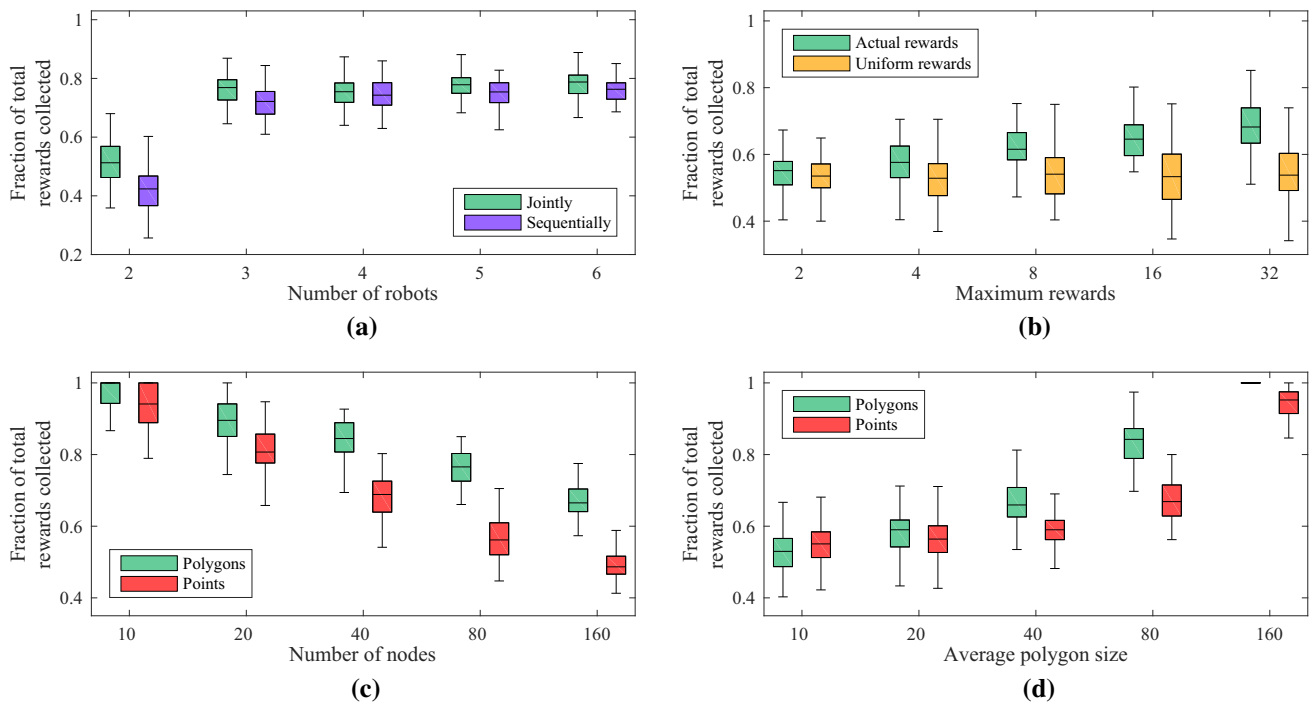 Fraction of total
rewards collected
1
0.8
0.6
0.4
0.2
Jointly
Sequentially
2
3
4
5
6
Number of robots
(a)
Fraction of total
rewards collected
1
0.8
0.6
0.4
Actual rewards
Uniform rewards
2
4
8
16
32
Maximum rewards
(b)
Fraction of total
rewards collected
1
0.8
0.6
0.4
Polygons
Points
10
20
40
80
160
Number of nodes
(c)
Fraction of total
rewards collected
1
0.8
0.6
0.4
Polygons
Points
10
20
40
80
160
Average polygon size
(d)